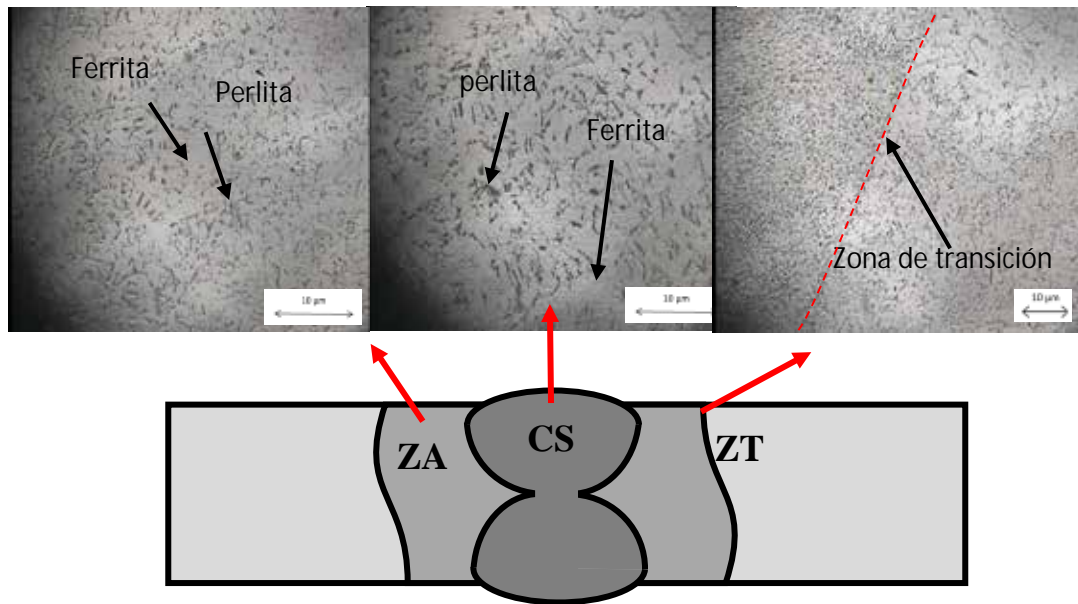 Ferrita
Perlita
10 µm
perlita
Ferrita
10 µm
Zona de transición
10 µm
ZA
CS
ZT